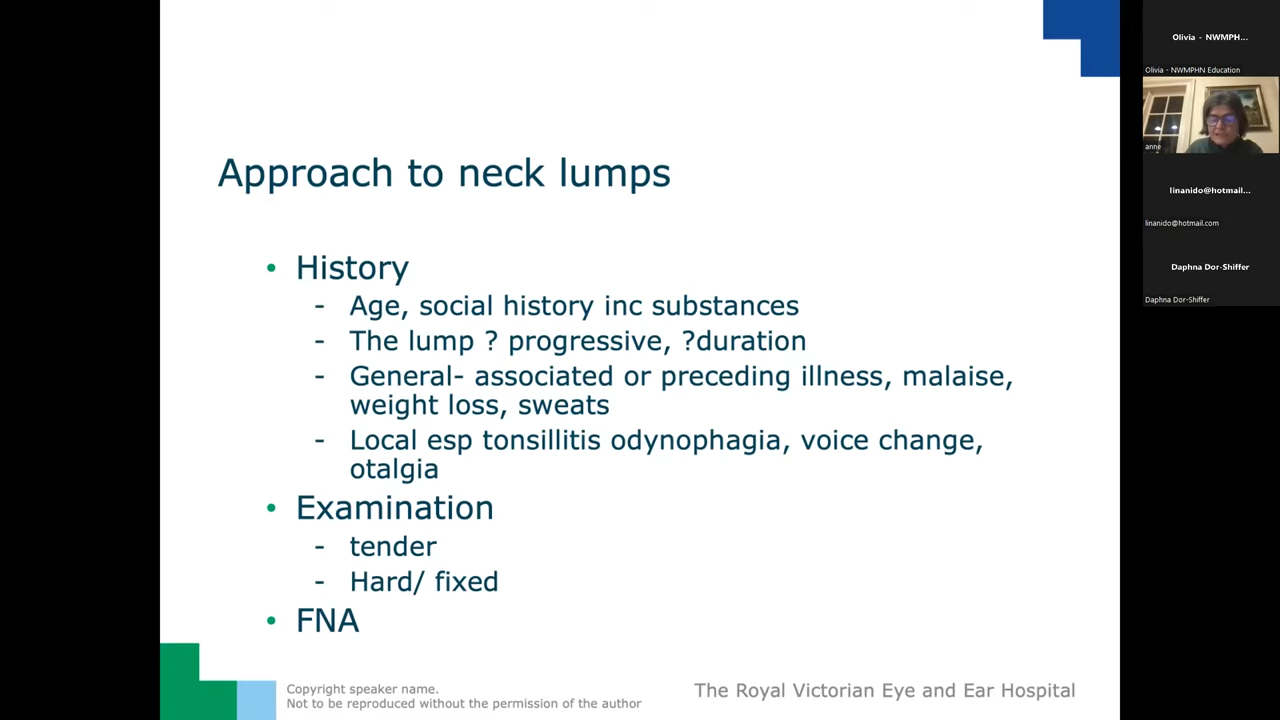 Approach to neck lumps
• History
- Age, social history inc substances
- The lump ? progressive, ?duration
- General- associated or preceding illness, malaise,
weight loss, sweats
- Local esp tonsillitis odynophagia, voice change,
otalgia
• Examination
- tender
- Hard/ fixed
• FNA
Copyright speaker name.
Not to be reproduced without the permission of the author
The Royal Victorian Eye and Ear Hospital
Olivia - NWMPH...
Olivia - NWMPHN Education
anne
linanido@hotmail...
linanido@hotmail.com
Daphna Dor-Shiffer
Daphna Dor-Shiffer